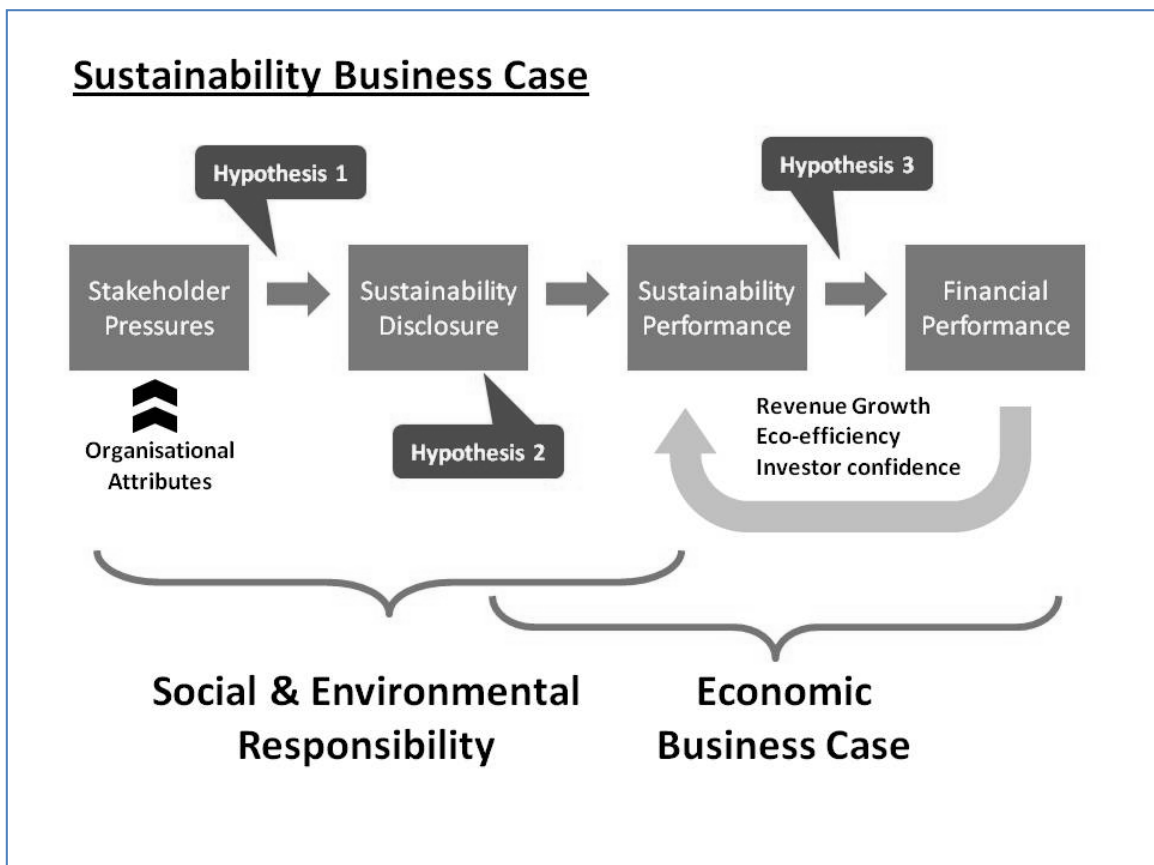 Sustainability Business Case
Hypothesis 1
Hypothesis 3
Stakeholder
Pressures
Sustainability
Disclosure
Sustainability
Performance
Financial
Performance
Organisational
Attributes
Hypothesis 2
Revenue Growth
Eco-efficiency
Investor confidence
Social & Environmental
Responsibility
Economic
Business Case